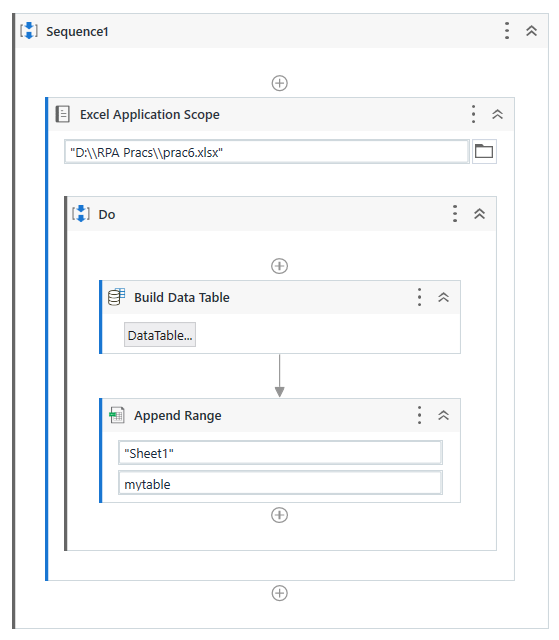 Sequence1
Excel Application Scope
"D:\\RPA Pracs\\prac6.xlsx"
Do
Build Data Table
DataTable...
Append Range
"Sheet1"
mytable